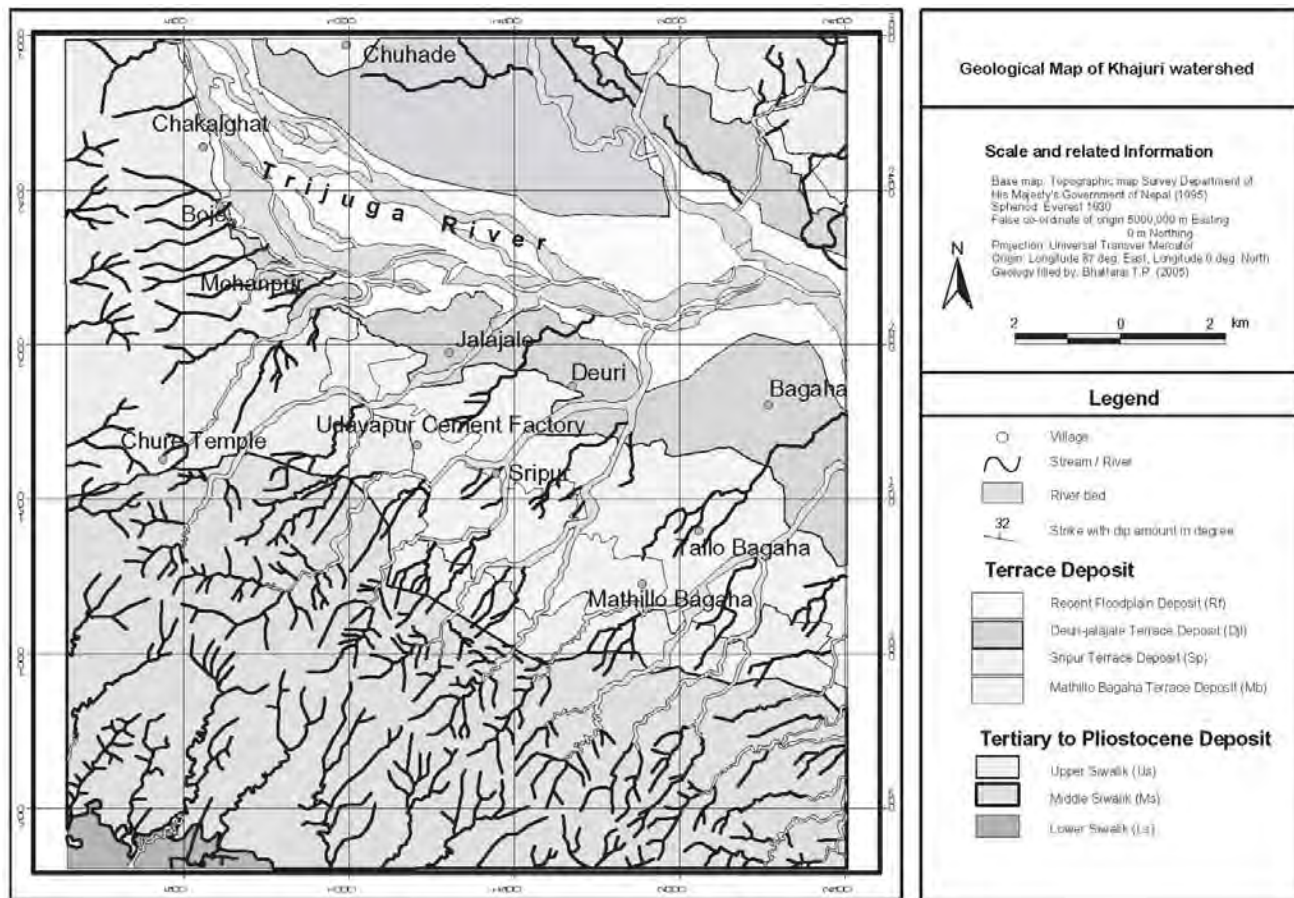 Chuhade
Chakalghat
Trijuga River
Boje
Mohanpur
Jalajale
Deuri
Bagaha
Udayapur Cement Factory
Chure Temple
Sripur
Tallo Bagaha
Mathillo Bagaha
Geological Map of Khajuri watershed
Scale and related Information
Base map: Topographic map Survey Department of
His Majesty's Government of Nepal (1995)
Spheriod: Everest 1830
False co-ordinate of origin 5000,000 m Easting
0 m Northing
Projection: Universal Transver Mercator
Origin: Longitude 87 deg. East, Longitude 0 deg. North
Geology filled by: Bhattarai T.P. (2005)
N
2 0 2 km
Legend
Village
Stream / River
River bed
32
Strike with dip amount in degree
Terrace Deposit
Recent Floodplain Deposit (Rf)
Deuri-jalajale Terrace Deposit (Djl)
Sripur Terrace Deposit (Sp)
Mathillo Bagaha Terrace Deposit (Mb)
Tertiary to Pliostocene Deposit
Upper Siwalik (Us)
Middle Siwalik (Ms)
Lower Siwalik (Ls)